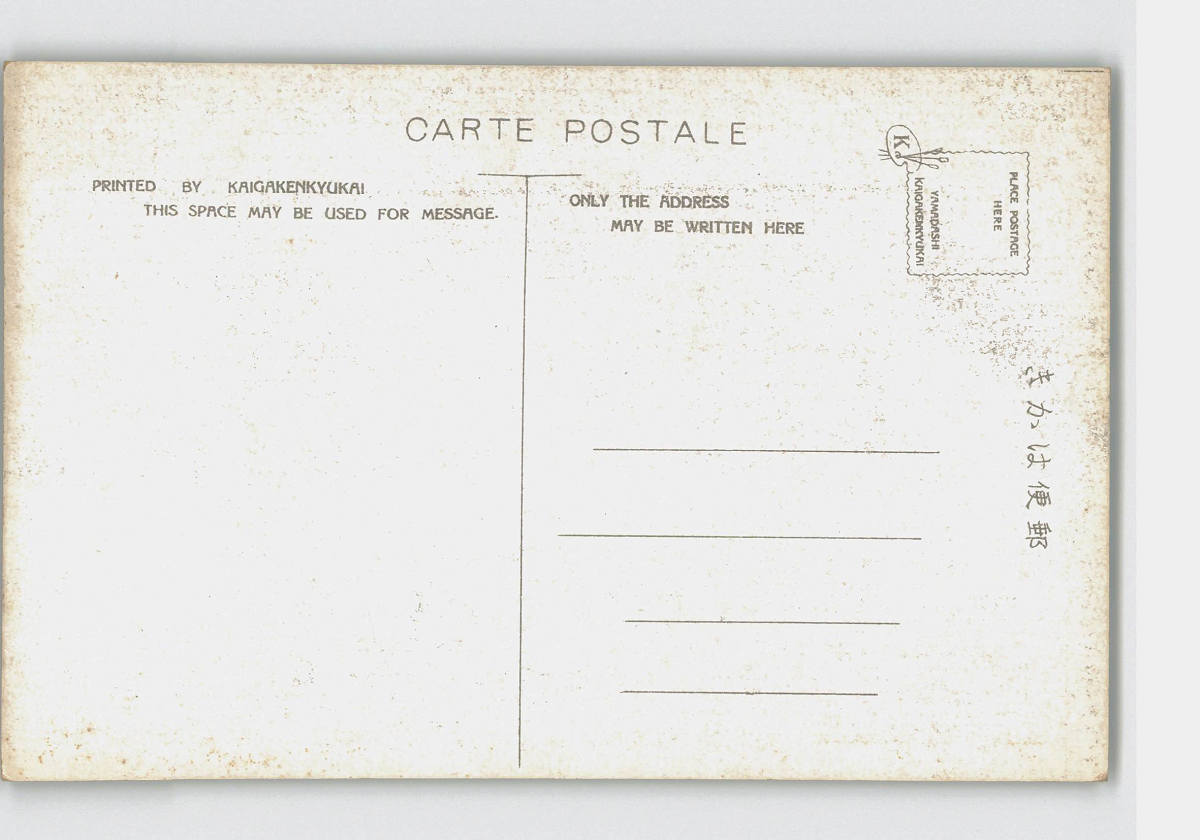 CARTE POSTALE
PRINTED BY KAIGAKENKYUKAI
THIS SPACE MAY BE USED FOR MESSAGE.
ONLY THE ADDRESS
MAY BE WRITTEN HERE
K
PLACE POSTAGE
HERE
YAMADASHI
KAIGAKENKYUKAI
きかは便郵